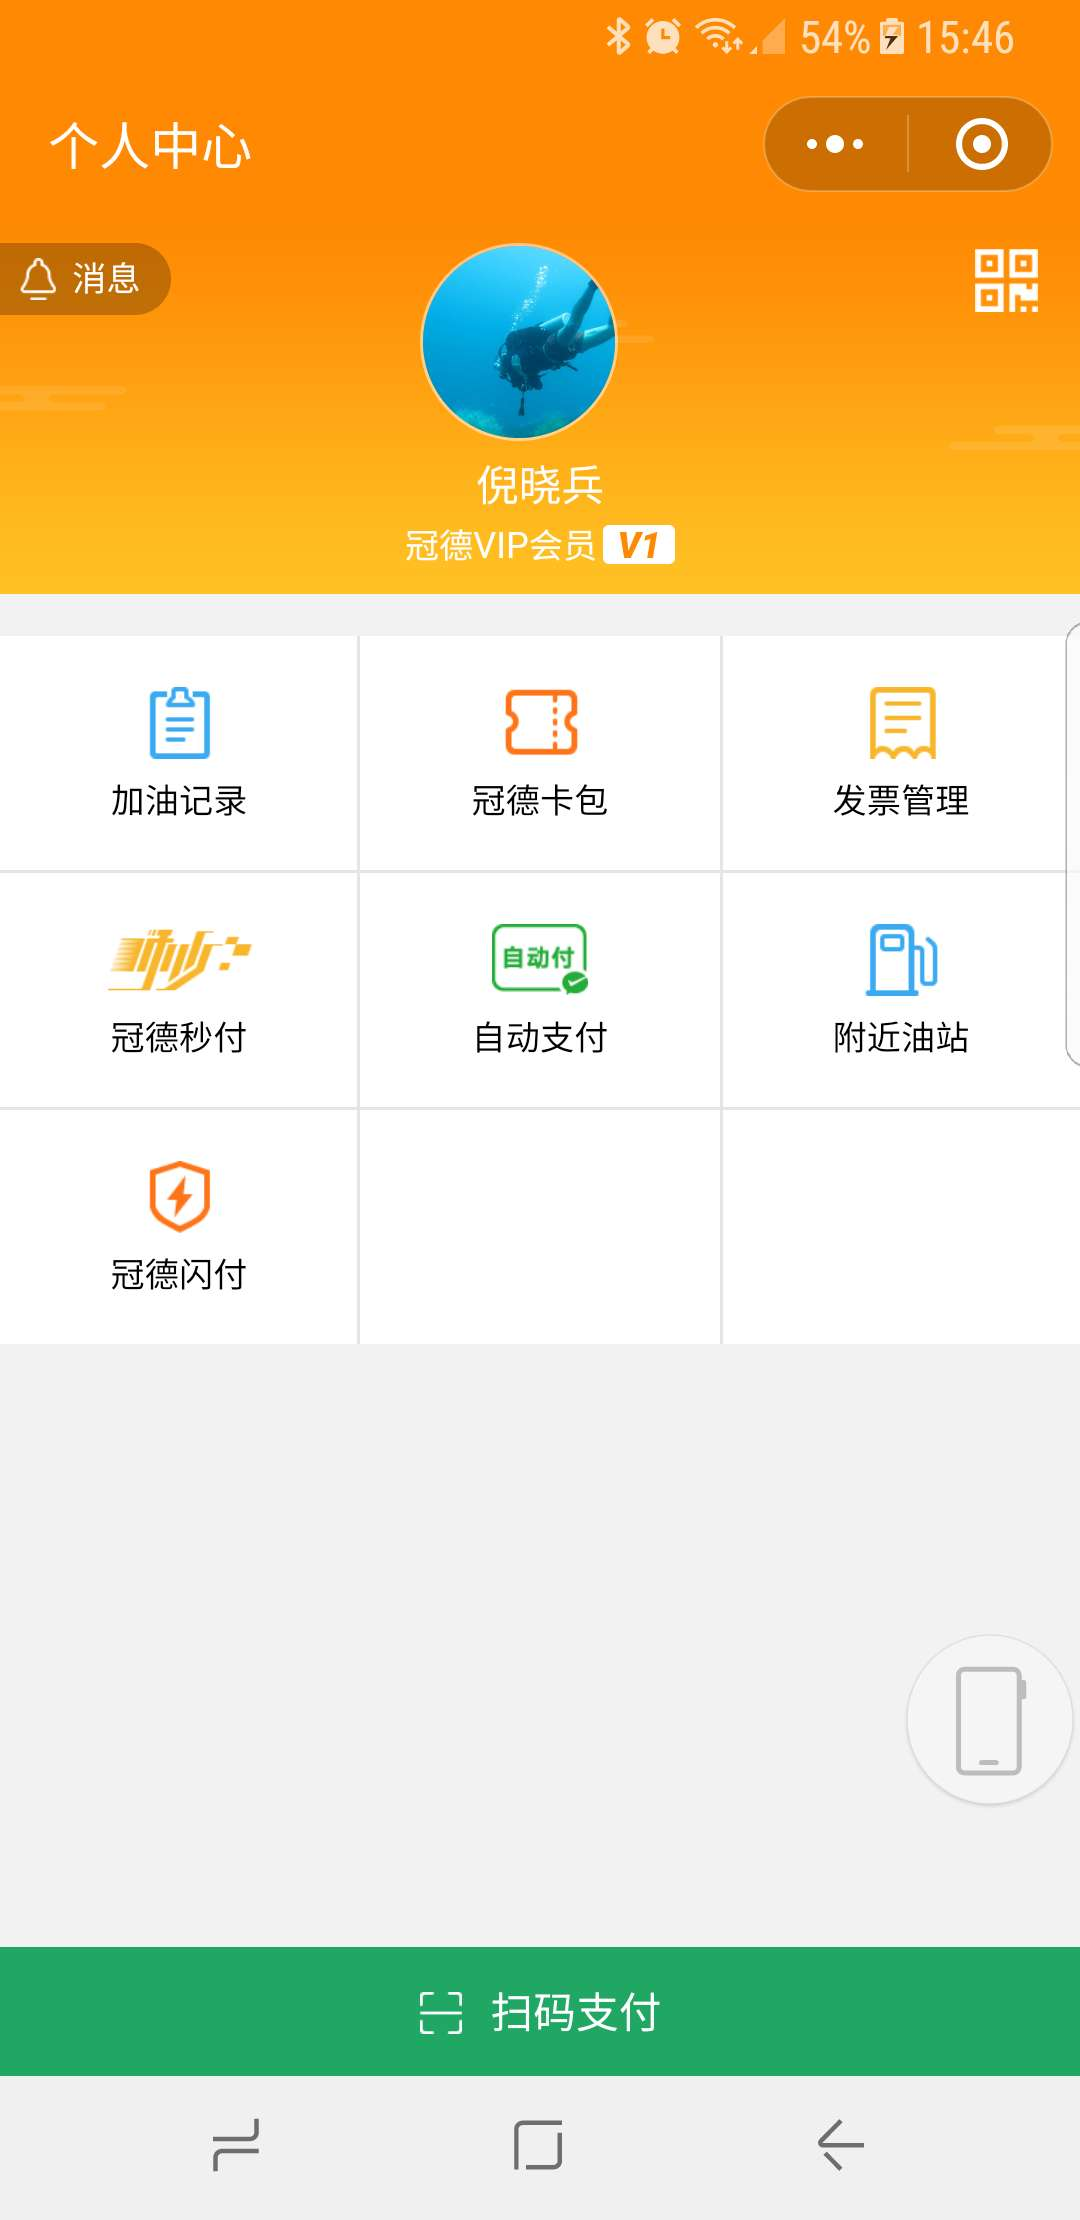 54% 15:46
个人中心
消息
倪晓兵
冠德VIP会员 V1
加油记录
冠德卡包
发票管理
秒
冠德秒付
自动付
自动支付
附近油站
冠德闪付
扫码支付